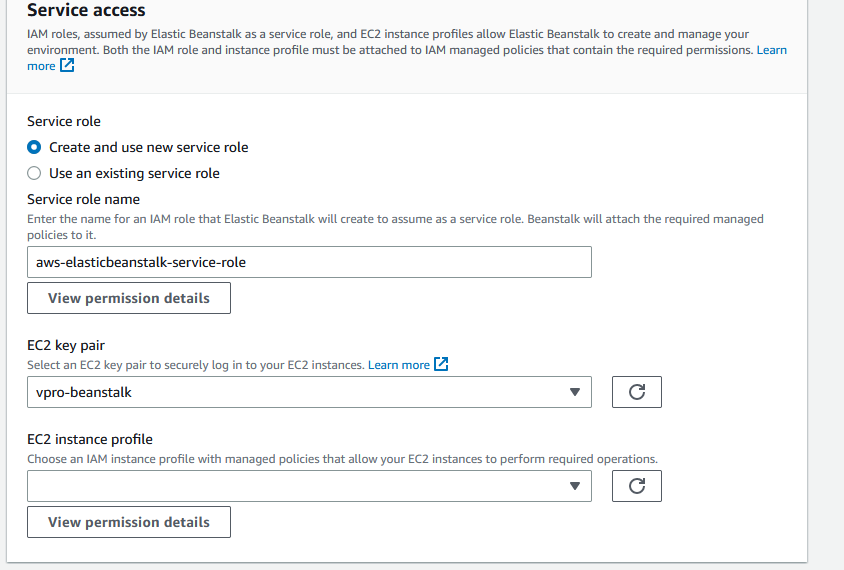 Service access
IAM roles, assumed by Elastic Beanstalk as a service role, and EC2 instance profiles allow Elastic Beanstalk to create and manage your
environment. Both the IAM role and instance profile must be attached to IAM managed policies that contain the required permissions. Learn
more
Service role
Create and use new service role
Use an existing service role
Service role name
Enter the name for an IAM role that Elastic Beanstalk will create to assume as a service role. Beanstalk will attach the required managed
policies to it.
aws-elasticbeanstalk-service-role
View permission details
EC2 key pair
Select an EC2 key pair to securely log in to your EC2 instances. Learn more
vpro-beanstalk
EC2 instance profile
Choose an IAM instance profile with managed policies that allow your EC2 instances to perform required operations.
View permission details